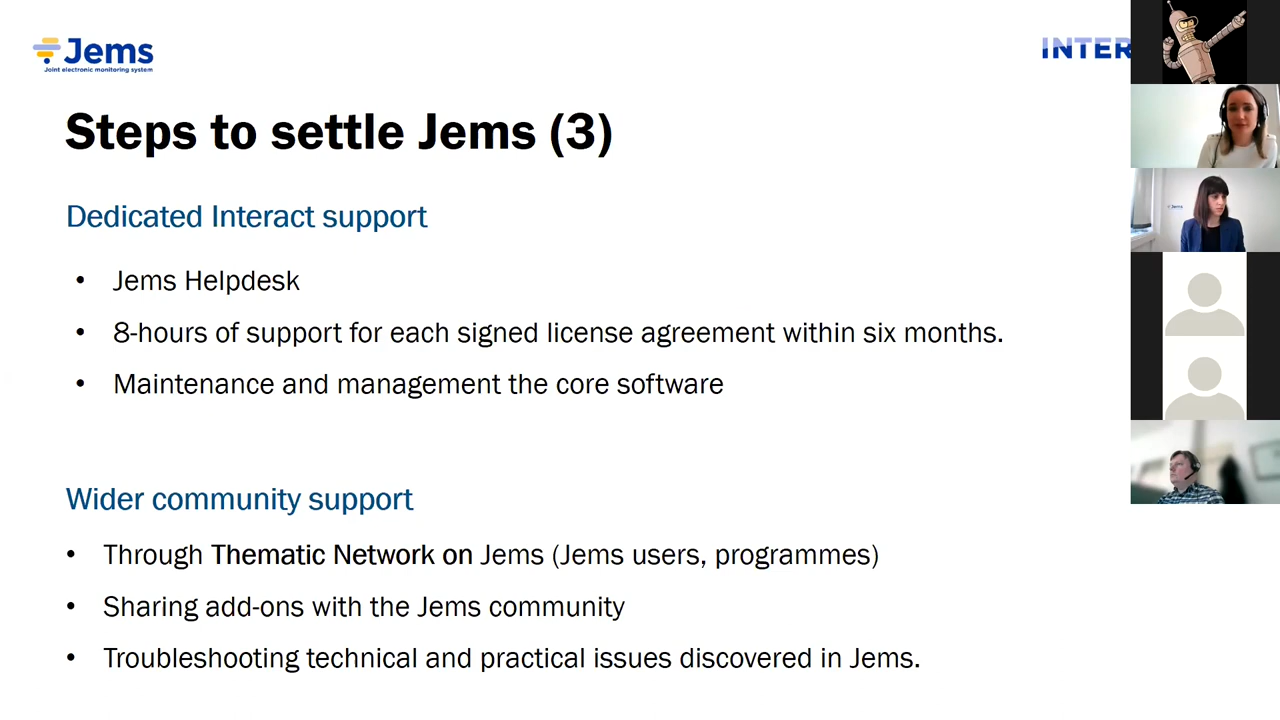 Jems
Joint electronic monitoring system
INTER
Steps to settle Jems (3)
Dedicated Interact support
• Jems Helpdesk
• 8-hours of support for each signed license agreement within six months.
• Maintenance and management the core software
Wider community support
• Through Thematic Network on Jems (Jems users, programmes)
• Sharing add-ons with the Jems community
• Troubleshooting technical and practical issues discovered in Jems.
Jems